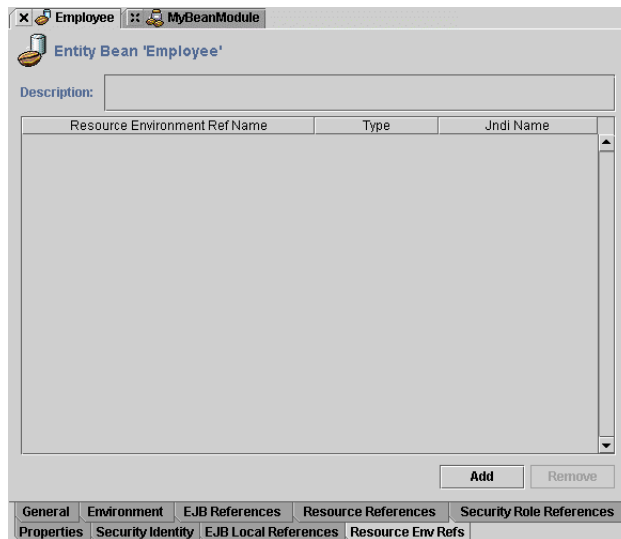 Employee MyBeanModule
Entity Bean 'Employee'
Description:
Resource Environment Ref Name Type Jndi Name
Add Remove
General Environment EJB References Resource References Security Role References
Properties Security Identity EJB Local References Resource Env Refs